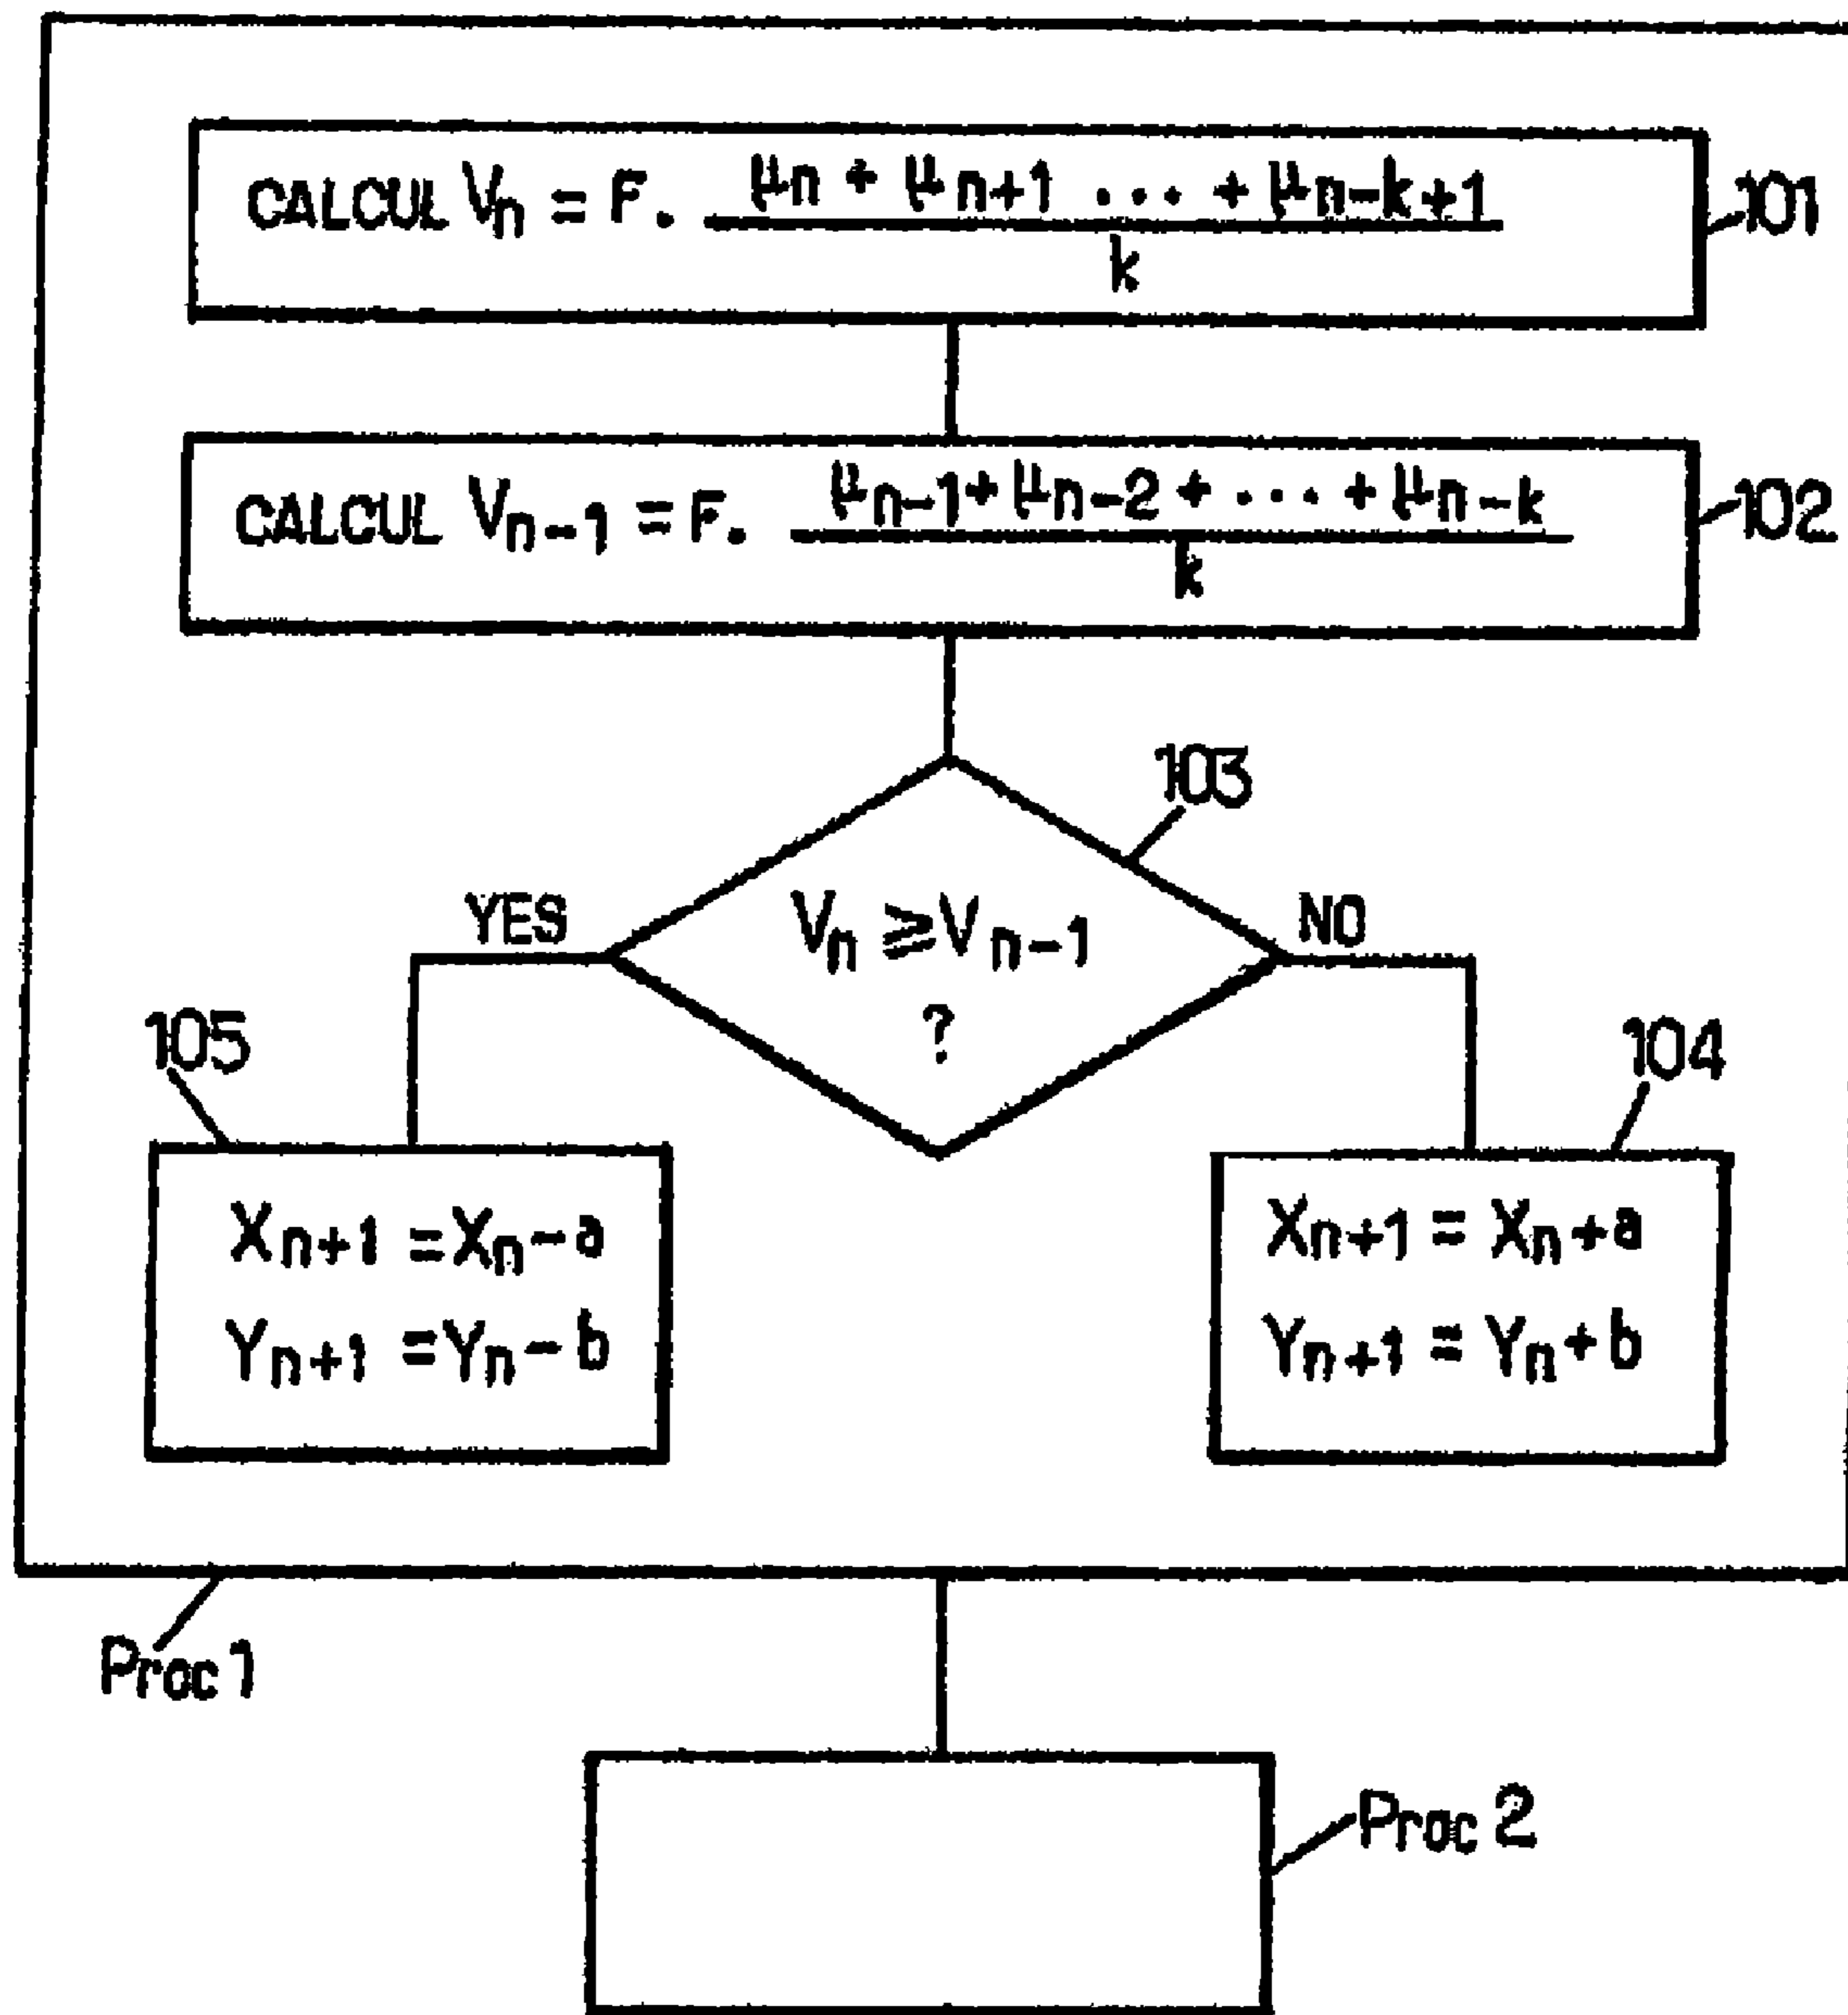 CALCUL Vn = F. μn + μn+1 ... + μn-k+1 / k
101
CALCUL Vn-1 = F. μn-1 + μn-2 + ... + μn-k / k
102
103
YES
Vn ⩾ Vn-1
NO
?
105
104
Xn+1 = Xn - a
Yn+1 = Yn - b
Xn+1 = Xn + a
Yn+1 = Yn + b
Proc 1
Proc 2